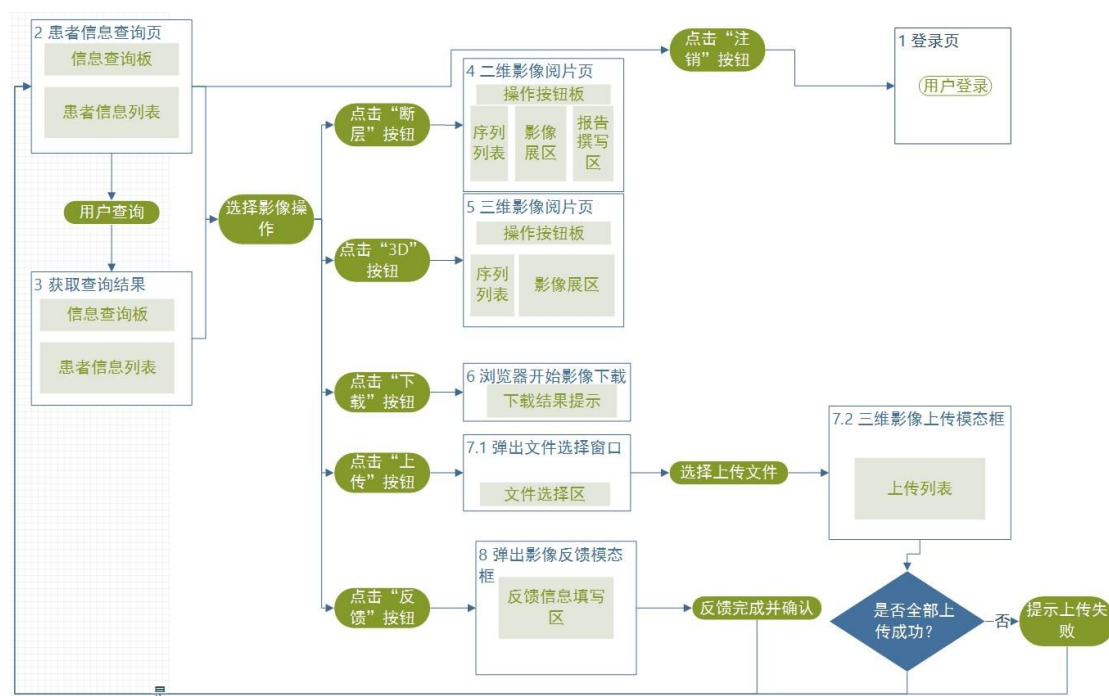 2 患者信息查询页
信息查询板
患者信息列表
用户查询
3 获取查询结果
信息查询板
患者信息列表
选择影像操
作
点击“注
销”按钮
1 登录页
用户登录
点击“断
层”按钮
4 二维影像阅片页
操作按钮板
序列
列表
影像
展区
报告
撰写
区
点击“3D”
按钮
5 三维影像阅片页
操作按钮板
序列
列表
影像展区
点击“下
载”按钮
6 浏览器开始影像下载
下载结果提示
点击“上
传”按钮
7.1 弹出文件选择窗口
文件选择区
选择上传文件
7.2 三维影像上传模态框
上传列表
点击“反
馈”按钮
8 弹出影像反馈模态
框
反馈信息填写
区
反馈完成并确认
是否全部上
传成功？
否
提示上传失
败
是